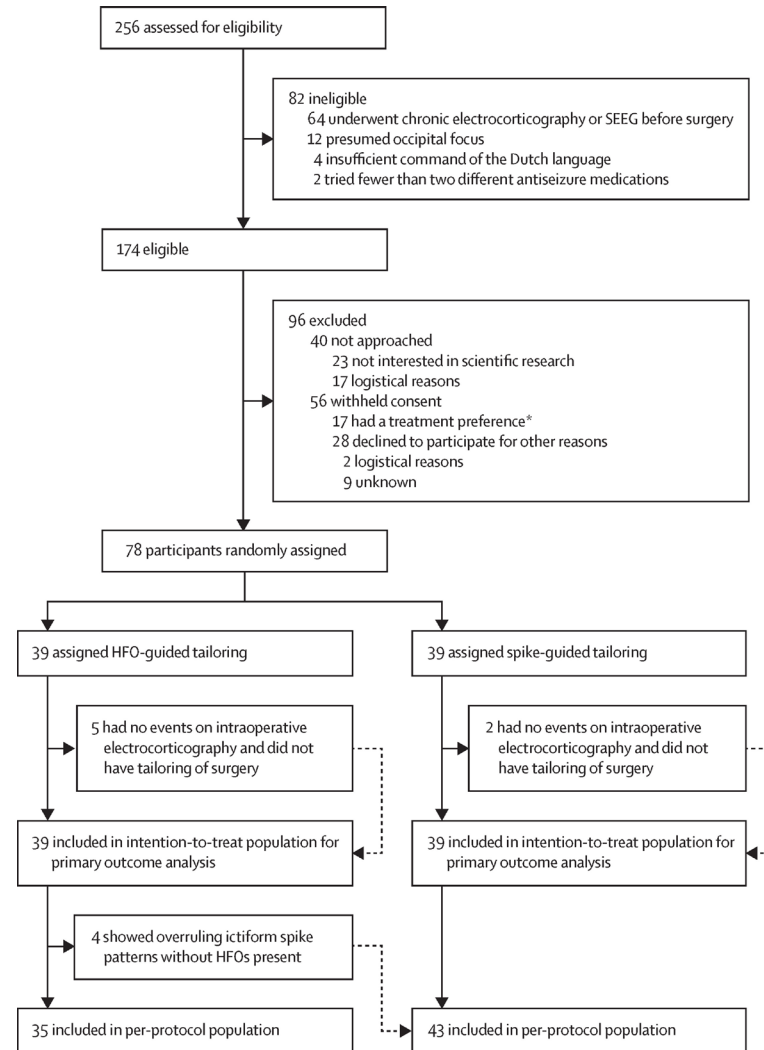 256 assessed for eligibility
82 ineligible
64 underwent chronic electrocorticography or SEEG before surgery
12 presumed occipital focus
4 insufficient command of the Dutch language
2 tried fewer than two different antiseizure medications
174 eligible
96 excluded
40 not approached
23 not interested in scientific research
17 logistical reasons
56 withheld consent
17 had a treatment preference*
28 declined to participate for other reasons
2 logistical reasons
9 unknown
78 participants randomly assigned
39 assigned HFO-guided tailoring
39 assigned spike-guided tailoring
5 had no events on intraoperative
electrocorticography and did not
have tailoring of surgery
2 had no events on intraoperative
electrocorticography and did not
have tailoring of surgery
39 included in intention-to-treat population for
primary outcome analysis
39 included in intention-to-treat population for
primary outcome analysis
4 showed overruling ictiform spike
patterns without HFOs present
35 included in per-protocol population
43 included in per-protocol population